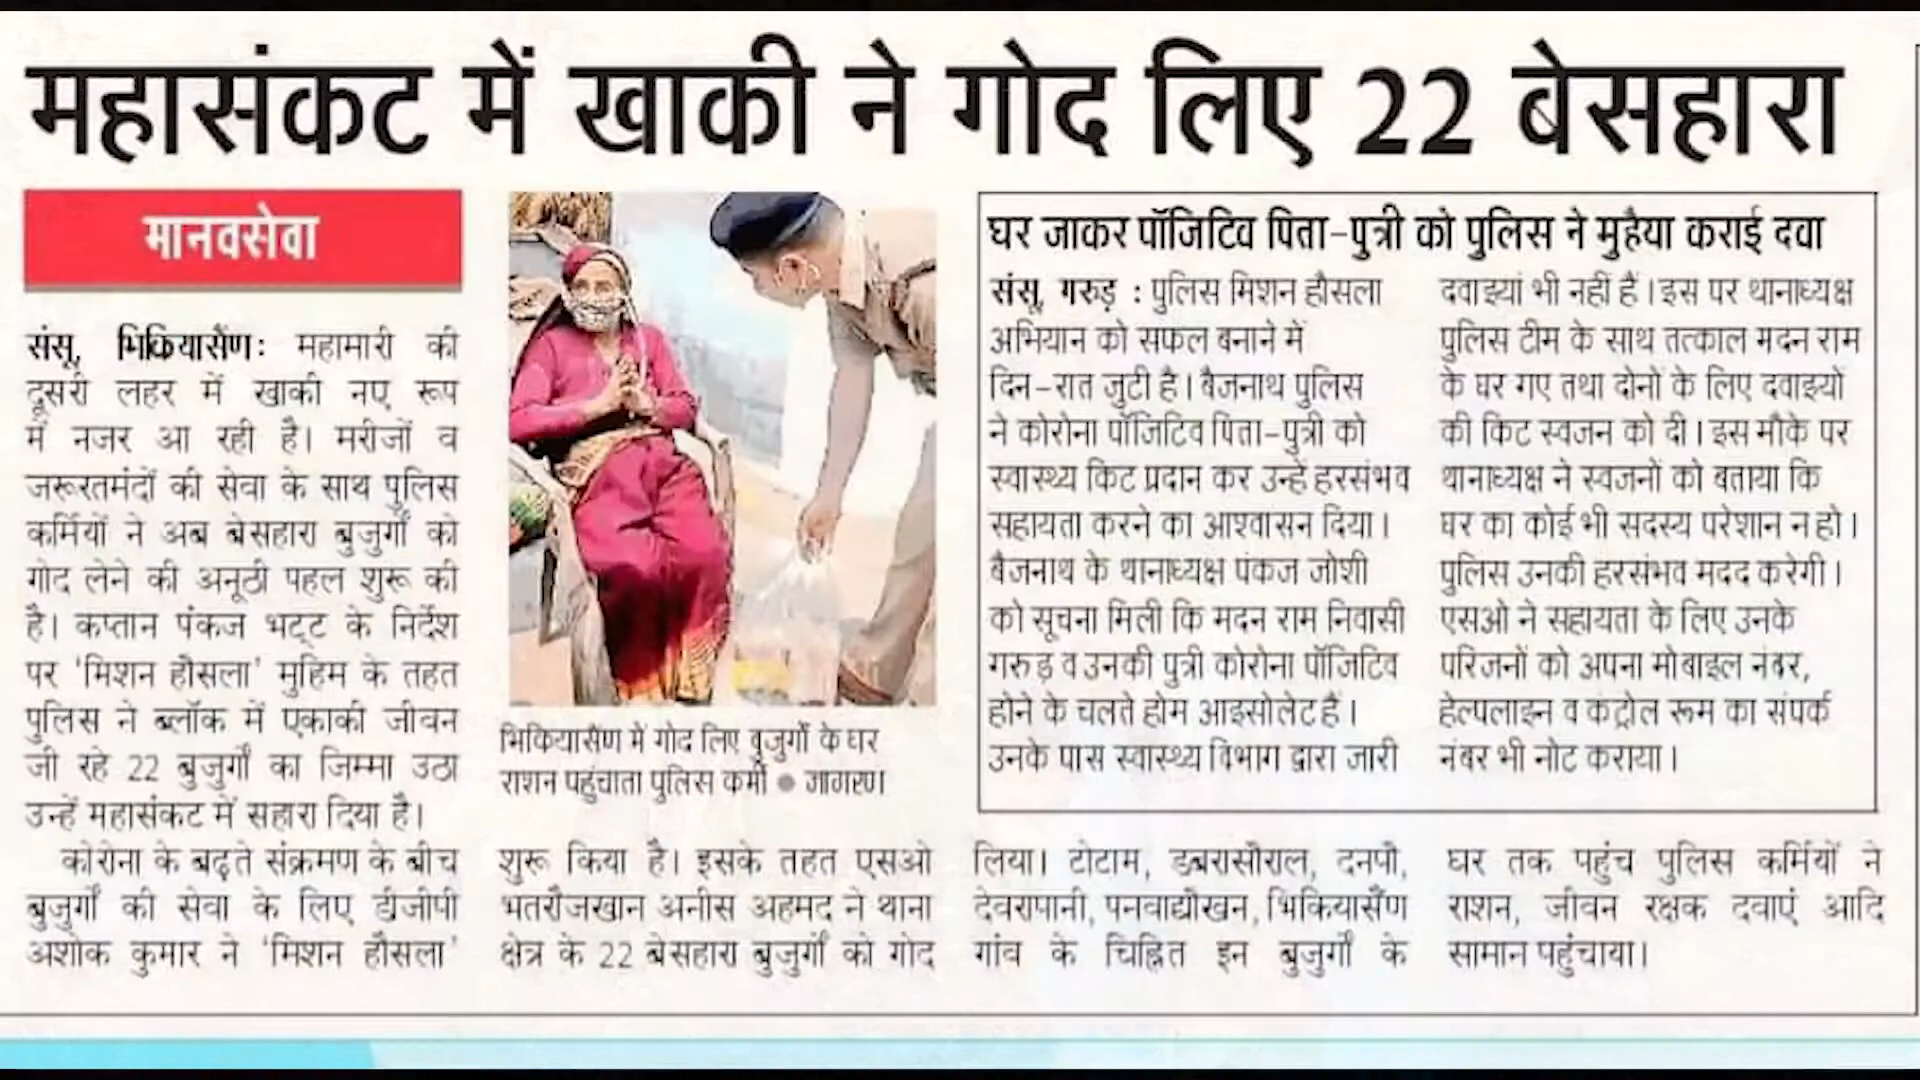 महासंकट में खाकी ने गोद लिए 22 बेसहारा
मानवसेवा
संसू, भिकियासैंण: महामारी की
दूसरी लहर में खाकी नए रूप
में नजर आ रही है। मरीजों व
जरूरतमंदों की सेवा के साथ पुलिस
कर्मियों ने अब बेसहारा बुजुर्गों को
गोद लेने की अनूठी पहल शुरू की
है। कप्तान पंकज भट्ट के निर्देश
पर 'मिशन हौसला' मुहिम के तहत
पुलिस ने ब्लॉक में एकाकी जीवन
जी रहे 22 बुजुर्गों का जिम्मा उठा
उन्हें महासंकट में सहारा दिया है।
कोरोना के बढ़ते संक्रमण के बीच
बुजुर्गों की सेवा के लिए डीजीपी
अशोक कुमार ने 'मिशन हौसला'
भिकियासैंण में गोद लिए बुजुर्गों के घर
राशन पहुंचाता पुलिस कर्मी ● जागरण
शुरू किया है। इसके तहत एसओ
भतरौंजखान अनीस अहमद ने थाना
क्षेत्र के 22 बेसहारा बुजुर्गों को गोद
घर जाकर पॉजिटिव पिता-पुत्री को पुलिस ने मुहैया कराई दवा
संसू, गरुड़ : पुलिस मिशन हौसला
अभियान को सफल बनाने में
दिन-रात जुटी है। बैजनाथ पुलिस
ने कोरोना पॉजिटिव पिता-पुत्री को
स्वास्थ्य किट प्रदान कर उन्हें हरसंभव
सहायता करने का आश्वासन दिया।
बैजनाथ के थानाध्यक्ष पंकज जोशी
को सूचना मिली कि मदन राम निवासी
गरुड़ व उनकी पुत्री कोरोना पॉजिटिव
होने के चलते होम आइसोलेट हैं।
उनके पास स्वास्थ्य विभाग द्वारा जारी
दवाइयां भी नहीं हैं। इस पर थानाध्यक्ष
पुलिस टीम के साथ तत्काल मदन राम
के घर गए तथा दोनों के लिए दवाइयों
की किट स्वजन को दी। इस मौके पर
थानाध्यक्ष ने स्वजनों को बताया कि
घर का कोई भी सदस्य परेशान न हो।
पुलिस उनकी हरसंभव मदद करेगी।
एसओ ने सहायता के लिए उनके
परिजनों को अपना मोबाइल नंबर,
हेल्पलाइन व कंट्रोल रूम का संपर्क
नंबर भी नोट कराया।
लिया। टोटाम, डबरासौराल, दनपो,
देवरापानी, पनवाद्योखन, भिकियासैंण
गांव के चिह्नित इन बुजुर्गों के
घर तक पहुंच पुलिस कर्मियों ने
राशन, जीवन रक्षक दवाएं आदि
सामान पहुंचाया।